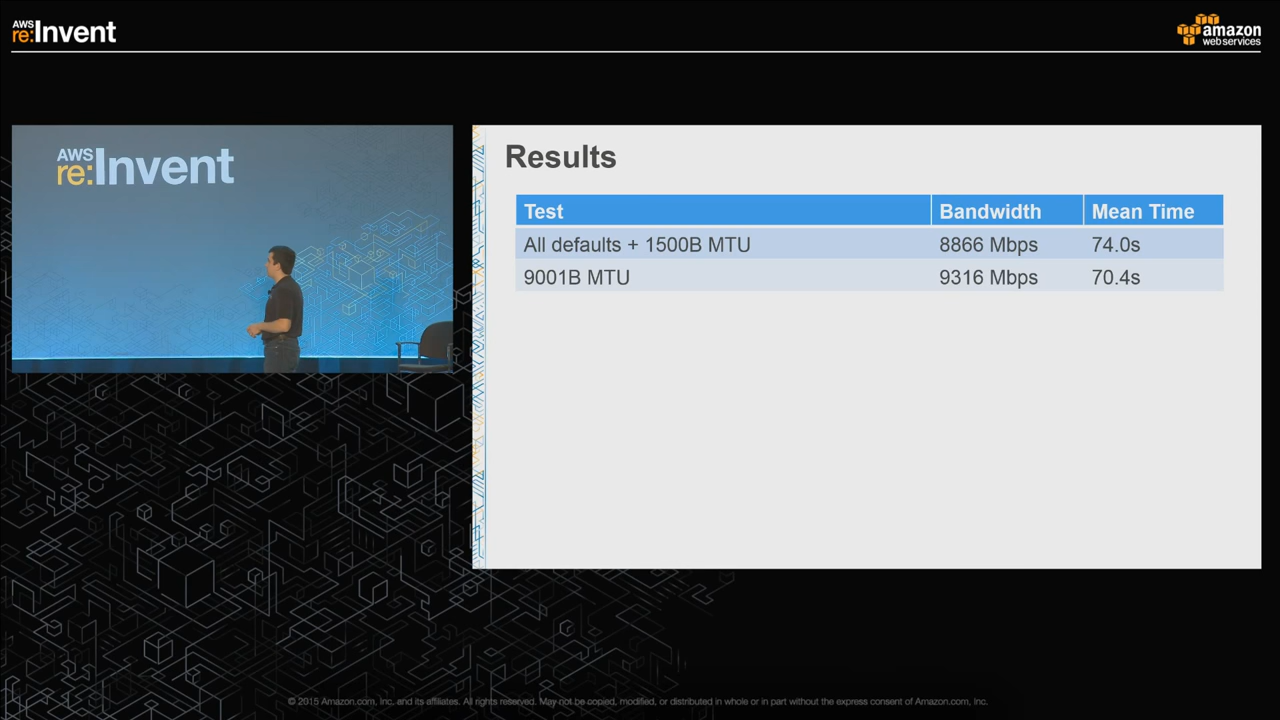 AWS
re:Invent
amazon
web services
AWS
re:Invent
Results
Test Bandwidth Mean Time
All defaults + 1500B MTU 8866 Mbps 74.0s
9001B MTU 9316 Mbps 70.4s
© 2015 Amazon.com, Inc. and its affiliates. All rights reserved. May not be copied, modified, or distributed in whole or in part without the express consent of Amazon.com, Inc.